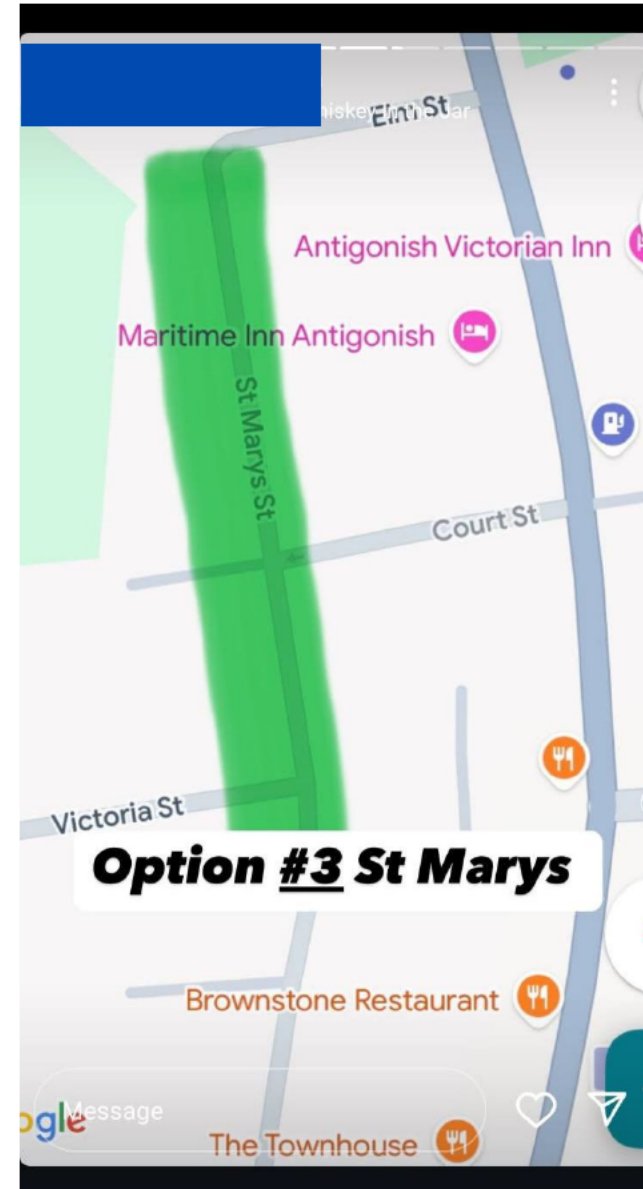 Elm St
Antigonish Victorian Inn
Maritime Inn Antigonish
St Marys St
Court St
Victoria St
Option #3 St Marys
Brownstone Restaurant
Message
The Townhouse